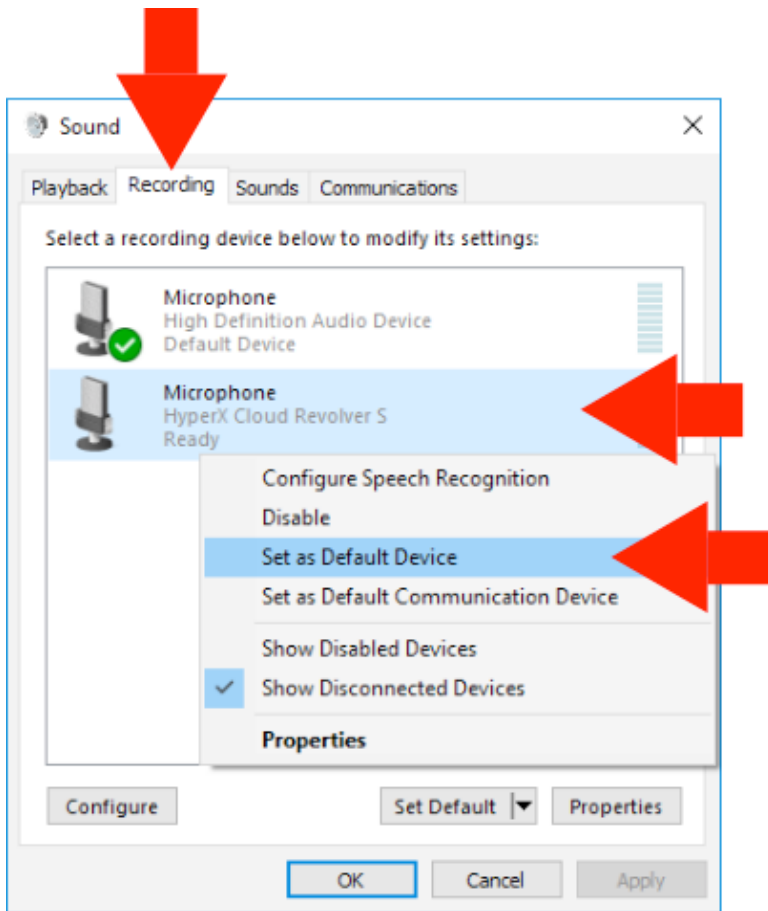 Sound
Playback Recording Sounds Communications
Select a recording device below to modify its settings:
Microphone
High Definition Audio Device
Default Device
Microphone
HyperX Cloud Revolver S
Ready
Configure Speech Recognition
Disable
Set as Default Device
Set as Default Communication Device
Show Disabled Devices
Show Disconnected Devices
Properties
Configure Set Default Properties
OK Cancel Apply